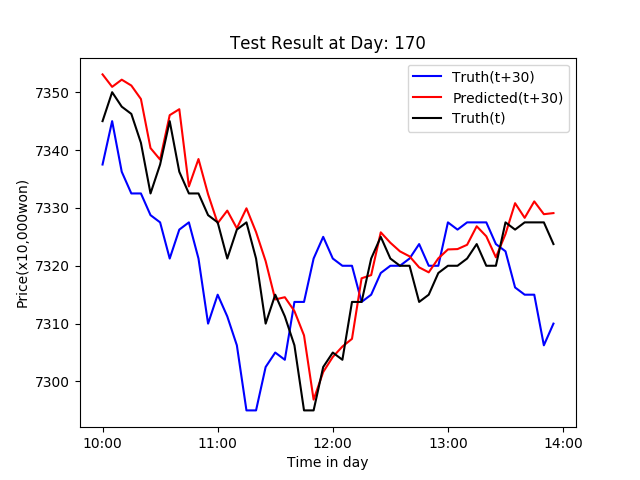 Test Result at Day: 170
Truth(t+30)
Predicted(t+30)
Truth(t)
Price(x10,000won)
7350
7340
7330
7320
7310
7300
10:00 11:00 12:00 13:00 14:00
Time in day